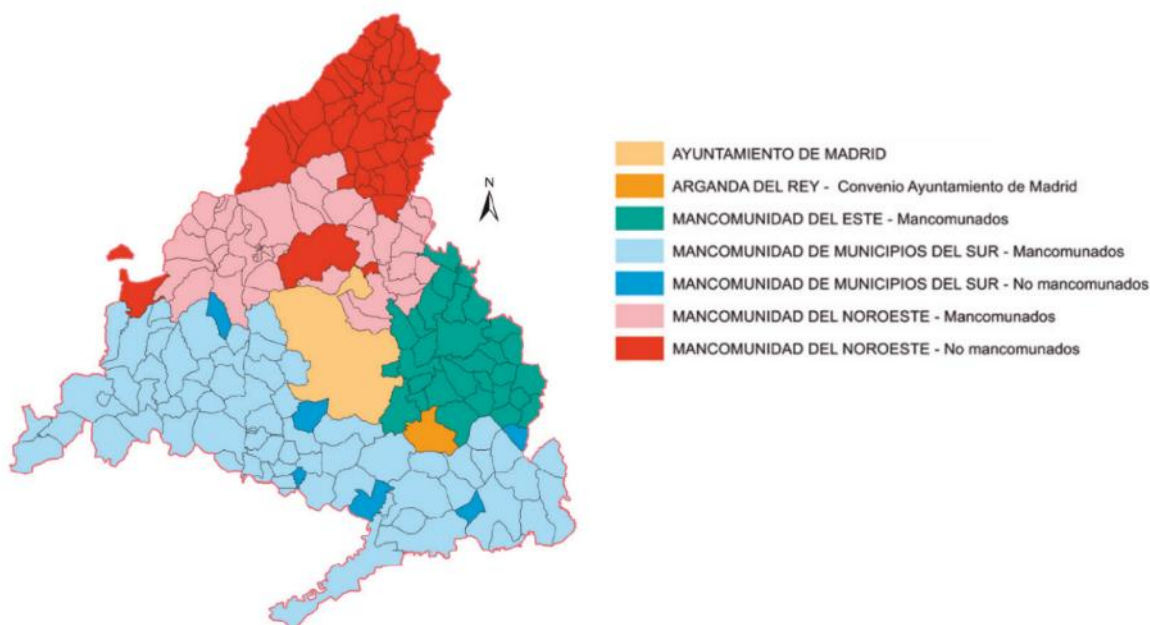 N
AYUNTAMIENTO DE MADRID
ARGANDA DEL REY - Convenio Ayuntamiento de Madrid
MANCOMUNIDAD DEL ESTE - Mancomunados
MANCOMUNIDAD DE MUNICIPIOS DEL SUR - Mancomunados
MANCOMUNIDAD DE MUNICIPIOS DEL SUR - No mancomunados
MANCOMUNIDAD DEL NOROESTE - Mancomunados
MANCOMUNIDAD DEL NOROESTE - No mancomunados